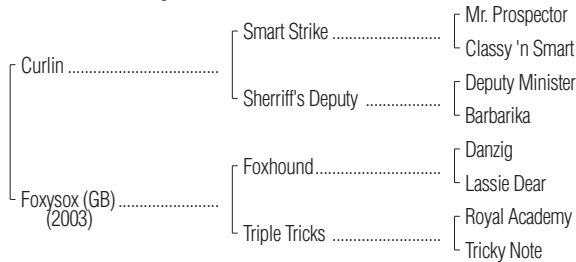 Mr. Prospector
Smart Strike ........................
Classy 'n Smart
Curlin ..................................
Deputy Minister
Sherriff's Deputy .................
Barbarika
Danzig
Foxhound............................
Lassie Dear
Foxysox (GB) .......................
(2003)
Royal Academy
Triple Tricks ........................
Tricky Note